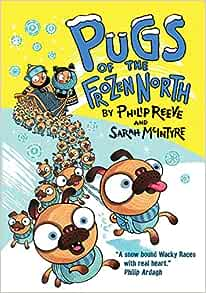 PUGS
OF THE
FROZEN NORTH
BY PHILIP REEVE
AND
SARAH McINTYRE
"A snow bound Wacky Races
with real heart."
Philip Ardagh